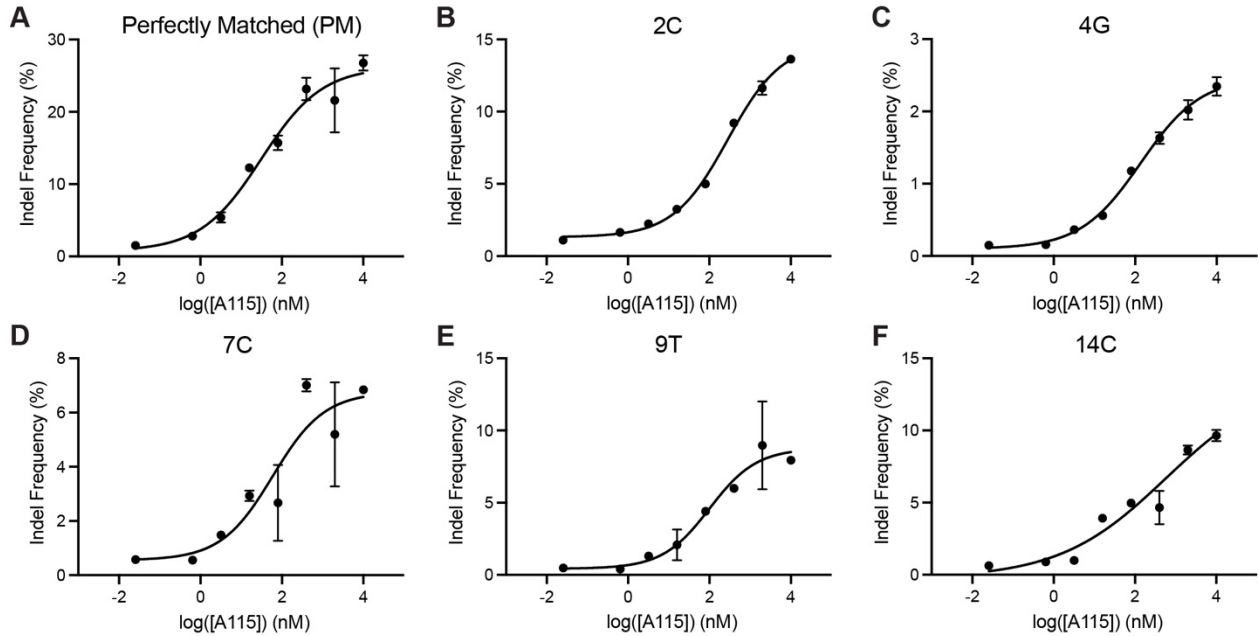 A
Perfectly Matched (PM)
Indel Frequency (%)
30
20
10
0
-2
0
2
4
log([A115]) (nM)
B
2C
Indel Frequency (%)
15
10
5
0
-2
0
2
4
log([A115]) (nM)
C
4G
Indel Frequency (%)
3
2
1
0
-2
0
2
4
log([A115]) (nM)
D
7C
Indel Frequency (%)
8
6
4
2
0
-2
0
2
4
log([A115]) (nM)
E
9T
Indel Frequency (%)
15
10
5
0
-2
0
2
4
log([A115]) (nM)
F
14C
Indel Frequency (%)
15
10
5
0
-2
0
2
4
log([A115]) (nM)